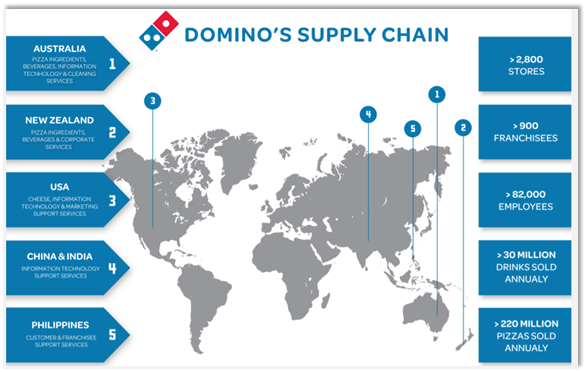 DOMINO'S SUPPLY CHAIN
AUSTRALIA
PIZZA INGREDIENTS,
BEVERAGES, INFORMATION
TECHNOLOGY & CLEANING
SERVICES
1
NEW ZEALAND
PIZZA INGREDIENTS,
BEVERAGES & CORPORATE
SERVICES
2
USA
CHEESE, INFORMATION
TECHNOLOGY & MARKETING
SUPPORT SERVICES
3
CHINA & INDIA
INFORMATION TECHNOLOGY
SUPPORT SERVICES
4
PHILIPPINES
CUSTOMER & FRANCHISEE
SUPPORT SERVICES
5
3
4
5
1
2
> 2,800
STORES
> 900
FRANCHISEES
> 82,000
EMPLOYEES
> 30 MILLION
DRINKS SOLD
ANNUALY
> 220 MILLION
PIZZAS SOLD
ANNUALY